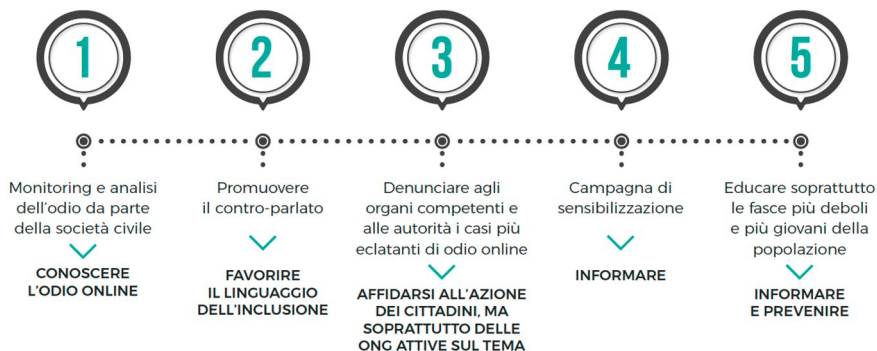 1
Monitoring e analisi
dell'odio da parte
della società civile
CONOSCERE
L'ODIO ONLINE
2
Promuovere
il contro-parlato
FAVORIRE
IL LINGUAGGIO
DELL'INCLUSIONE
3
Denunciare agli
organi competenti e
alle autorità i casi più
eclatanti di odio online
AFFIDARSI ALL'AZIONE
DEI CITTADINI, MA
SOPRATTUTTO DELLE
ONG ATTIVE SUL TEMA
4
Campagna di
sensibilizzazione
INFORMARE
5
Educare soprattutto
le fasce più deboli
e più giovani della
popolazione
INFORMARE
E PREVENIRE